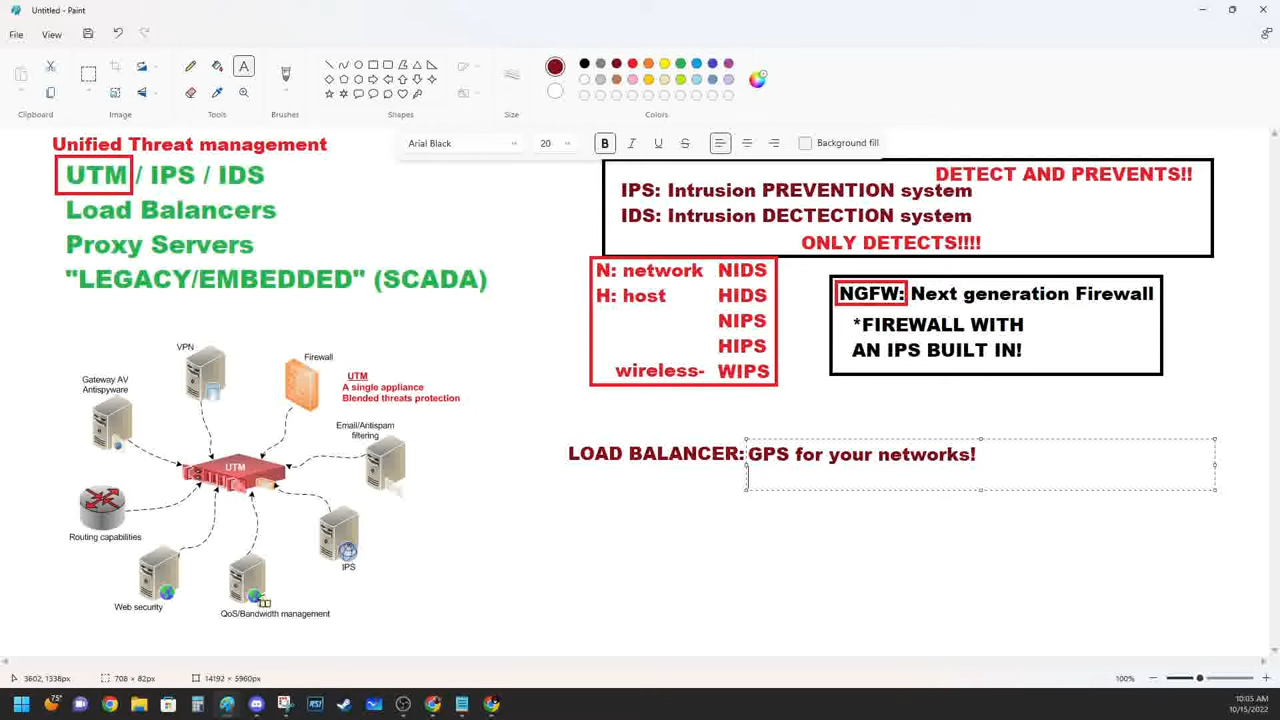 Untitled - Paint
File
View
Clipboard
Image
Tools
Brushes
Shapes
Size
Colors
Arial Black
20
B
I
U
Background fill
Unified Threat management
UTM / IPS / IDS
Load Balancers
Proxy Servers
"LEGACY/EMBEDDED" (SCADA)
DETECT AND PREVENTS!!
IPS: Intrusion PREVENTION system
IDS: Intrusion DECTECTION system
ONLY DETECTS!!!!
N: network NIDS
H: host HIDS
NIPS
HIPS
wireless- WIPS
NGFW: Next generation Firewall
*FIREWALL WITH
AN IPS BUILT IN!
VPN
Firewall
UTM
A single appliance
Blended threats protection
Gateway AV
Antispyware
Email/Antispam
filtering
UTM
Routing capabilities
IPS
Web security
QoS/Bandwidth management
LOAD BALANCER: GPS for your networks!
3602, 1338px
708 × 82px
14192 × 5960px
100%
75°
RSI
10:05 AM
10/15/2022